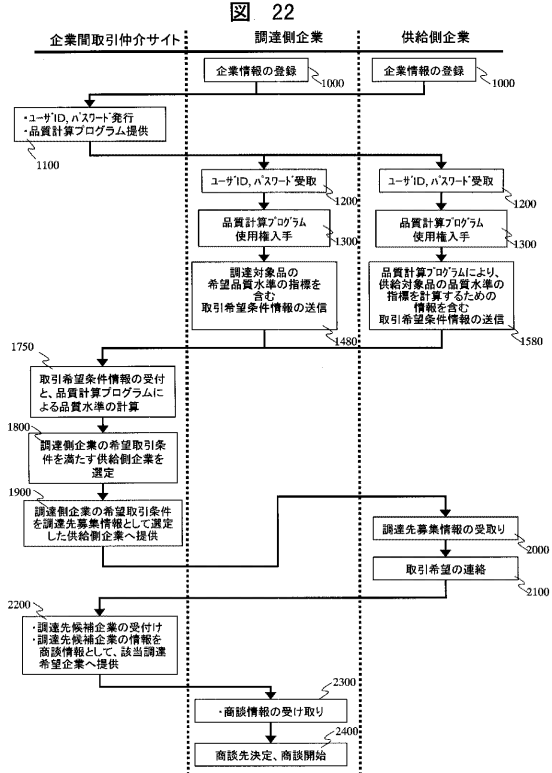 図 22
企業間取引仲介サイト
調達側企業
供給側企業
企業情報の登録
1000
企業情報の登録
1000
・ユーザID, パスワード発行
・品質計算プログラム提供
1100
ユーザID, パスワード受取
1200
ユーザID, パスワード受取
1200
品質計算プログラム
使用権入手
1300
品質計算プログラム
使用権入手
1300
調達対象品の
希望品質水準の指標を
含む
取引希望条件情報の送信
1480
品質計算プログラムにより、
供給対象品の品質水準の
指標を計算するための
情報を含む
取引希望条件情報の送信
1580
1750
取引希望条件情報の受付
と、品質計算プログラムに
よる品質水準の計算
1800
調達側企業の希望取引条
件を満たす供給側企業を
選定
1900
調達側企業の希望取引条件
を調達先募集情報として選定
した供給側企業へ提供
調達先募集情報の受取り
2000
取引希望の連絡
2100
2200
・調達先候補企業の受付け
・調達先候補企業の情報を
商談情報として、該当調達
希望企業へ提供
2300
・商談情報の受け取り
2400
商談先決定、商談開始